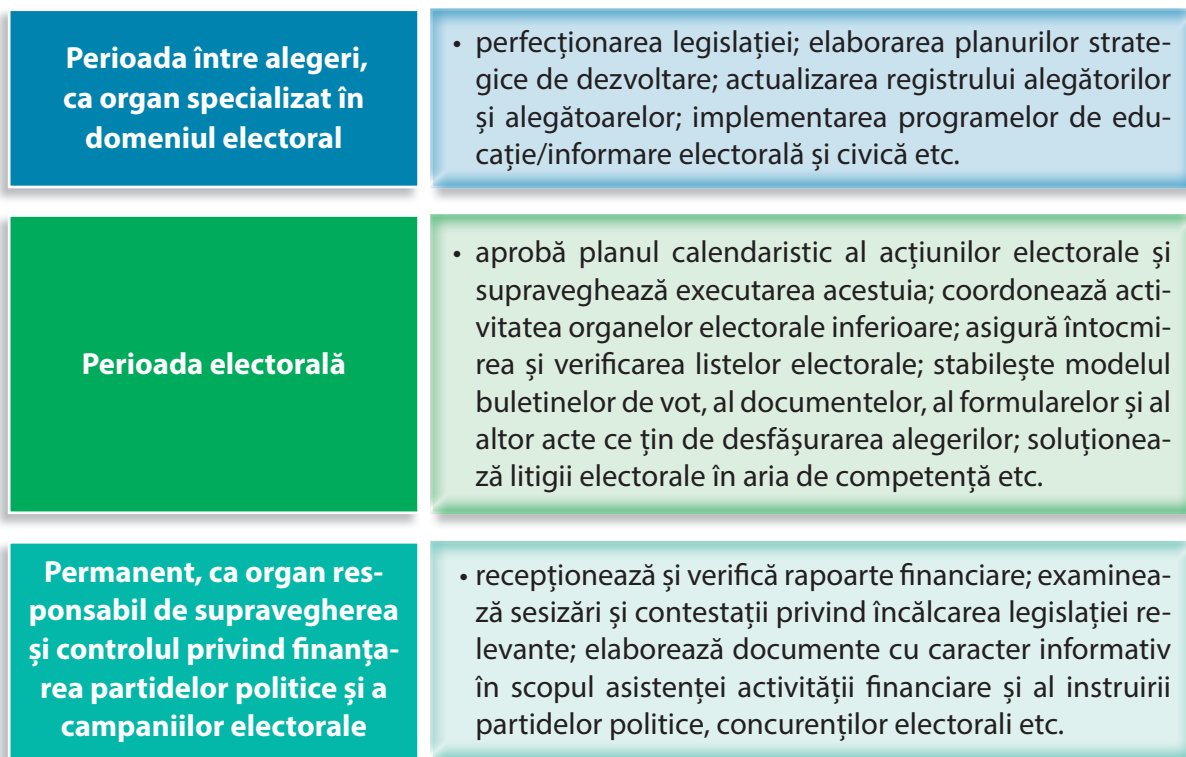 Perioada între alegeri,
ca organ specializat în
domeniul electoral
• perfecționarea legislației; elaborarea planurilor strate-
gice de dezvoltare; actualizarea registrului alegătorilor
și alegătoarelor; implementarea programelor de edu-
cație/informare electorală și civică etc.
Perioada electorală
• aprobă planul calendaristic al acțiunilor electorale și
supraveghează executarea acestuia; coordonează acti-
vitatea organelor electorale inferioare; asigură întocmi-
rea și verificarea listelor electorale; stabilește modelul
buletinelor de vot, al documentelor, al formularelor și al
altor acte ce țin de desfășurarea alegerilor; soluționea-
ză litigii electorale în aria de competență etc.
Permanent, ca organ res-
ponsabil de supravegherea
și controlul privind finanța-
rea partidelor politice și a
campaniilor electorale
• recepționează și verifică rapoarte financiare; examinea-
ză sesizări și contestații privind încălcarea legislației re-
levante; elaborează documente cu caracter informativ
în scopul asistenței activității financiare și al instruirii
partidelor politice, concurenților electorali etc.